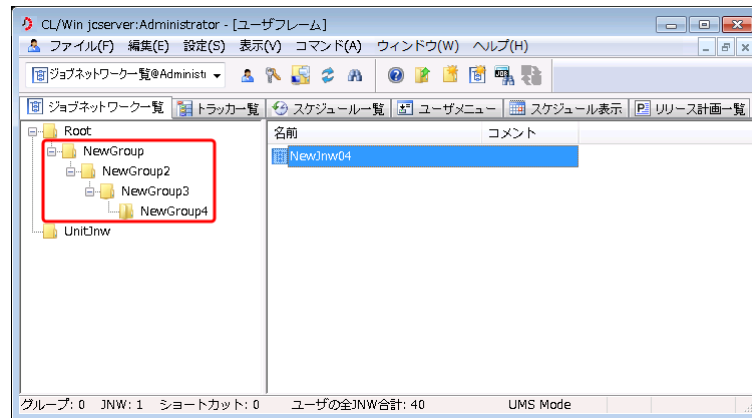 CL/Win jcserver:Administrator - [ユーザフレーム]
ファイル(F) 編集(E) 設定(S) 表示(V) コマンド(A) ウィンドウ(W) ヘルプ(H)
ジョブネットワーク一覧@Administr
ジョブネットワーク一覧 トラッカ一覧 スケジュール一覧 ユーザメニュー スケジュール表示 リリース計画一覧
Root
NewGroup
NewGroup2
NewGroup3
NewGroup4
UnitJnw
名前 コメント
NewJnw04
グループ: 0 JNW: 1 ショートカット: 0 ユーザの全JNW合計: 40 UMS Mode